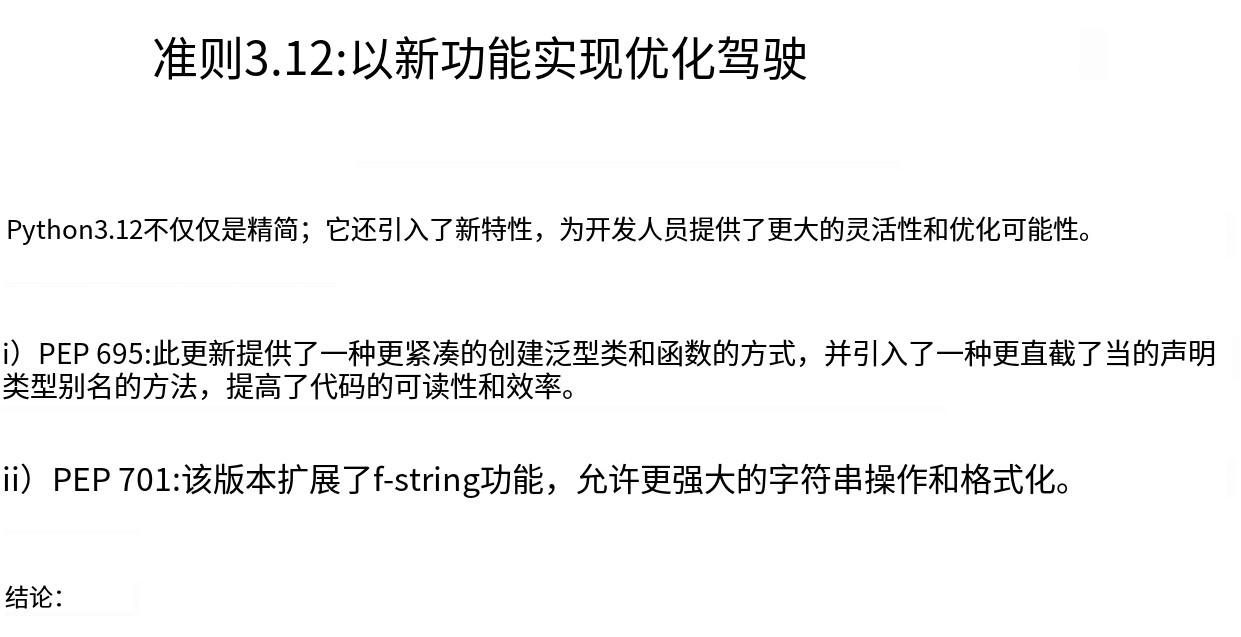 准则3.12:以新功能实现优化驾驶
Python3.12不仅仅是精简；它还引入了新特性，为开发人员提供了更大的灵活性和优化可能性。
i）PEP 695:此更新提供了一种更紧凑的创建泛型类和函数的方式，并引入了一种更直截了当的声明
类型别名的方法，提高了代码的可读性和效率。
ii）PEP 701:该版本扩展了f-string功能，允许更强大的字符串操作和格式化。
结论：